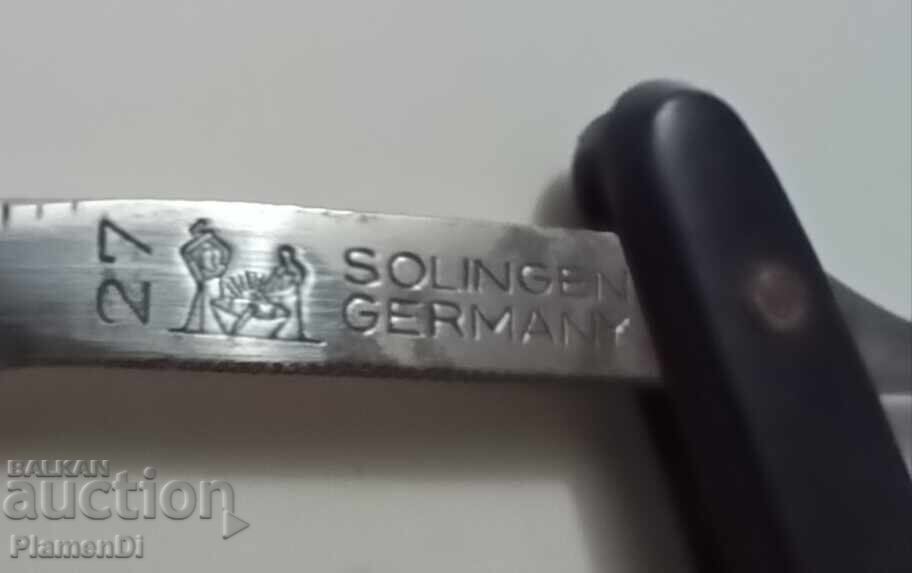 27
SOLINGEN
GERMANY
BALKAN
auction
PlamenDi